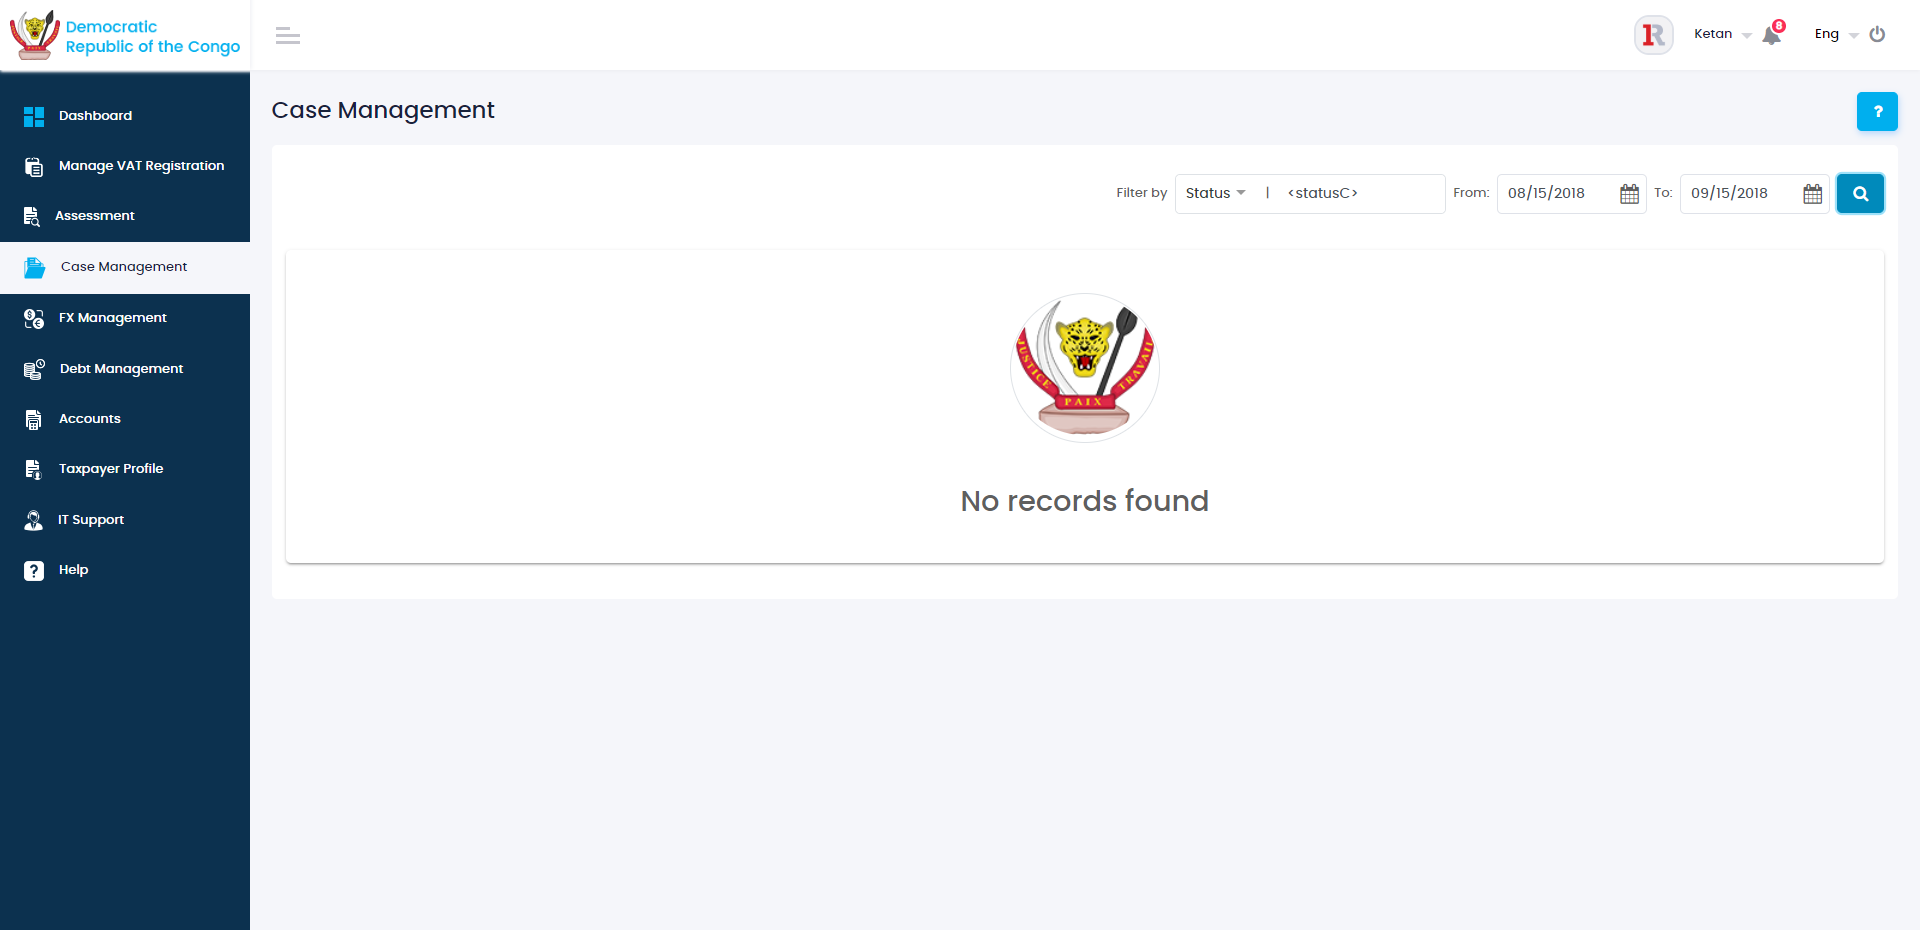 Democratic
Republic of the Congo
1R
Ketan
8
Eng
Dashboard
Manage VAT Registration
Assessment
Case Management
FX Management
Debt Management
Accounts
Taxpayer Profile
IT Support
? Help
Case Management
?
Filter by Status | <statusC> From: 08/15/2018 To: 09/15/2018
JUSTICE PAIX TRAVAIL
No records found